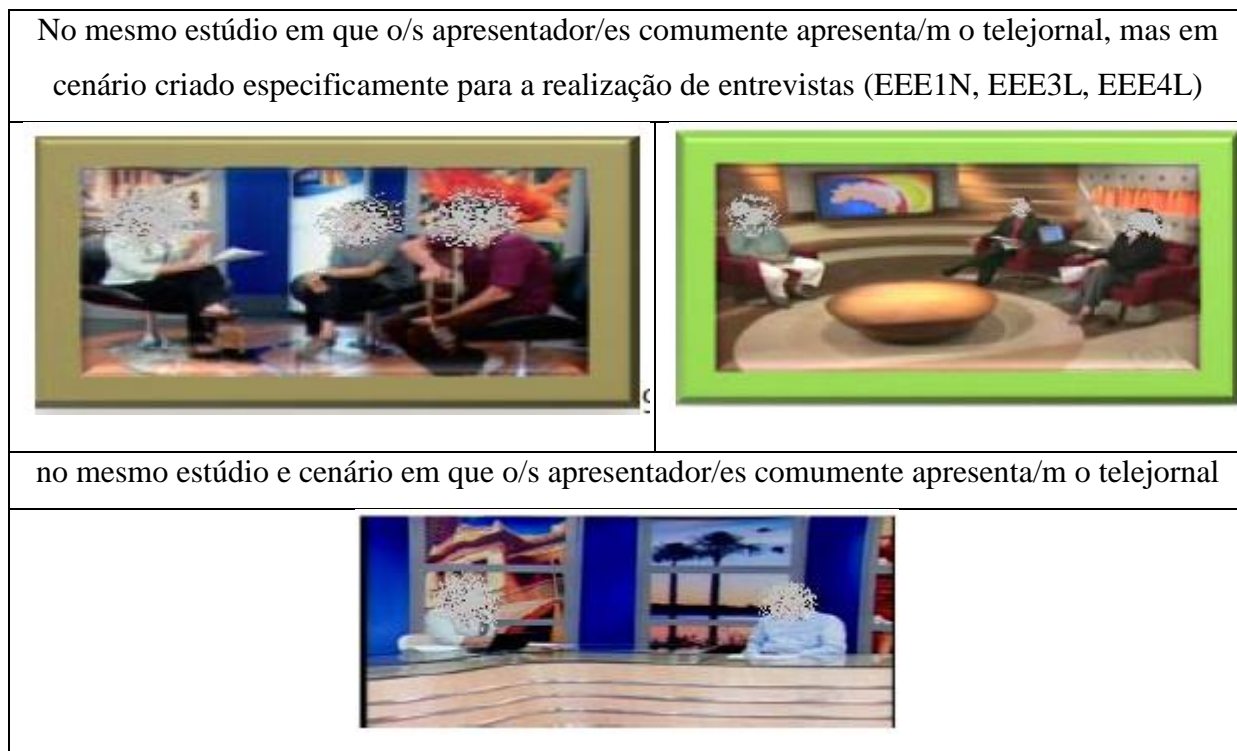 No mesmo estúdio em que o/s apresentador/es comumente apresenta/m o telejornal, mas em
cenário criado especificamente para a realização de entrevistas (EEE1N, EEE3L, EEE4L)
no mesmo estúdio e cenário em que o/s apresentador/es comumente apresenta/m o telejornal